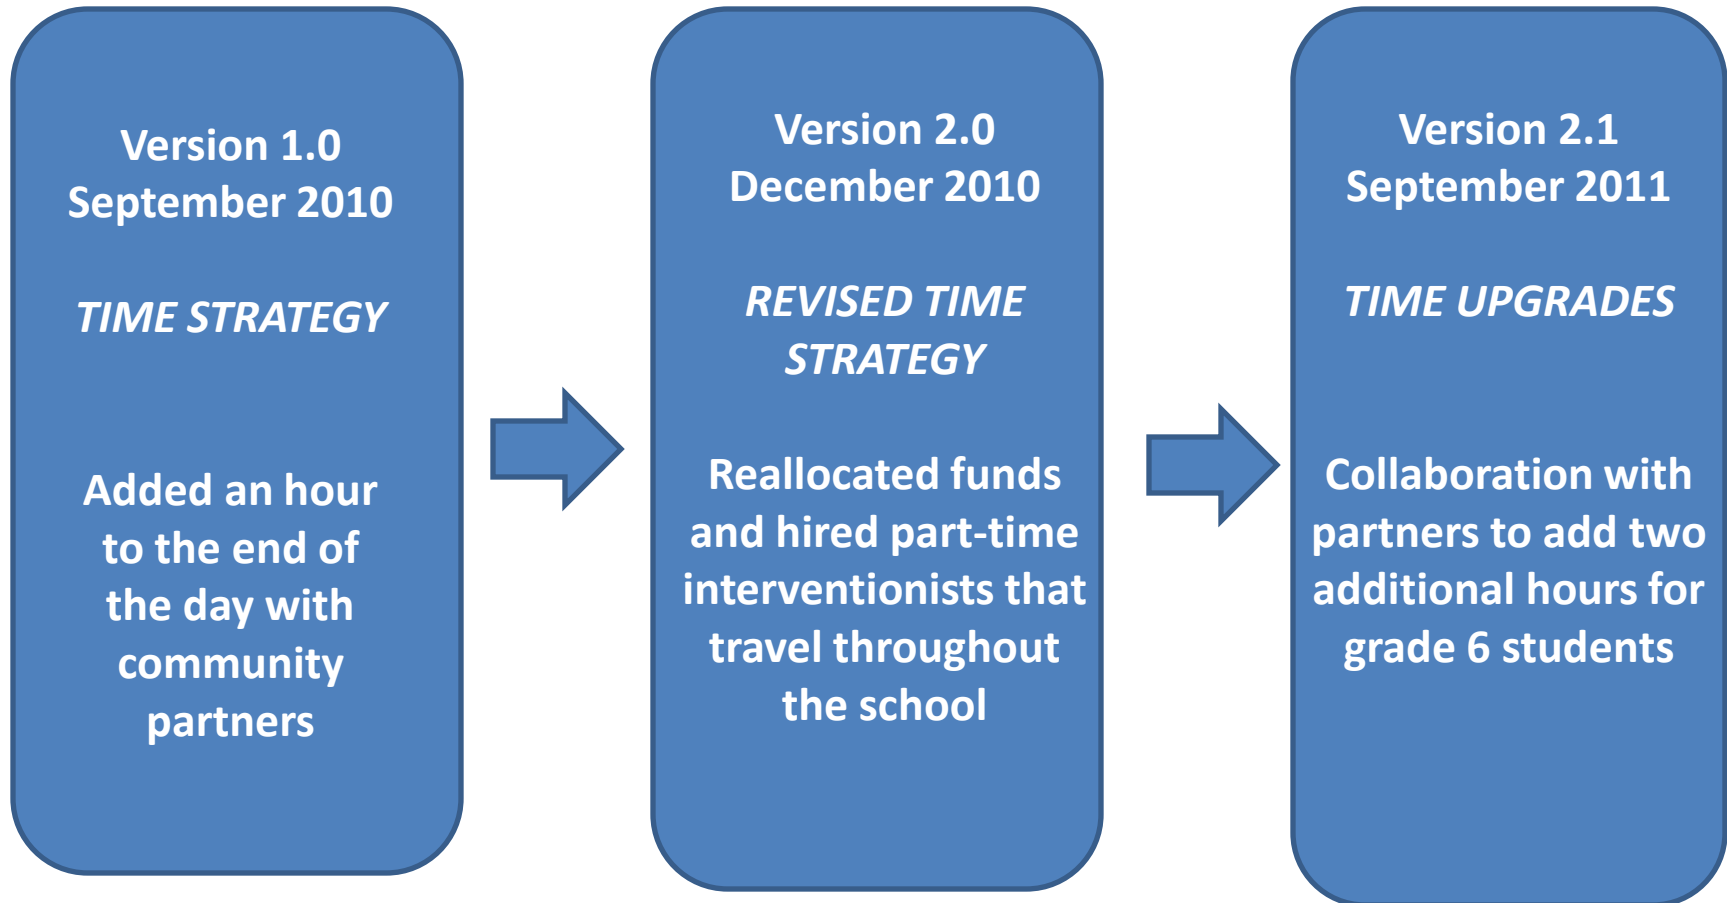 Version 1.0
September 2010
TIME STRATEGY
Added an hour
to the end of
the day with
community
partners
Version 2.0
December 2010
REVISED TIME
STRATEGY
Reallocated funds
and hired part-time
interventionists that
travel throughout
the school
Version 2.1
September 2011
TIME UPGRADES
Collaboration with
partners to add two
additional hours for
grade 6 students